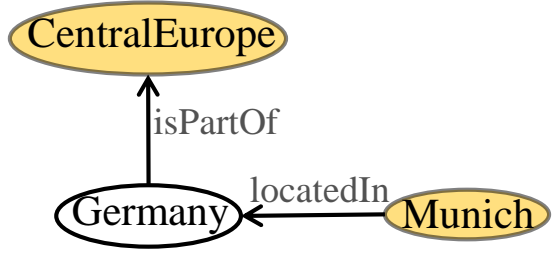 CentralEurope
isPartOf
locatedIn
Germany
Munich